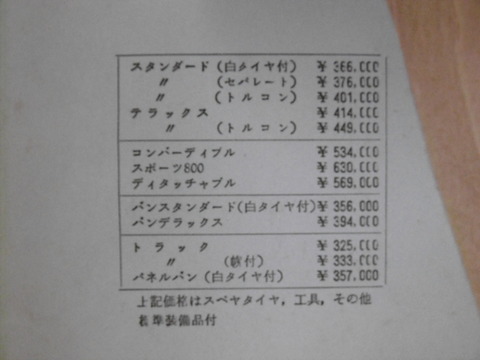 スタンダード (白タイヤ付) ¥ 366,000
〃 (セパレート) ¥ 376,000
〃 (トルコン) ¥ 401,000
デラックス ¥ 414,000
〃 (トルコン) ¥ 449,000
コンバーティブル ¥ 534,000
スポーツ800 ¥ 630,000
ディタッチャブル ¥ 569,000
バンスタンダード(白タイヤ付) ¥ 356,000
バンデラックス ¥ 394,000
トラック ¥ 325,000
〃 (幌付) ¥ 333,000
パネルバン (白タイヤ付) ¥ 357,000
上記価格はスペヤタイヤ,工具,その他
標準装備品付